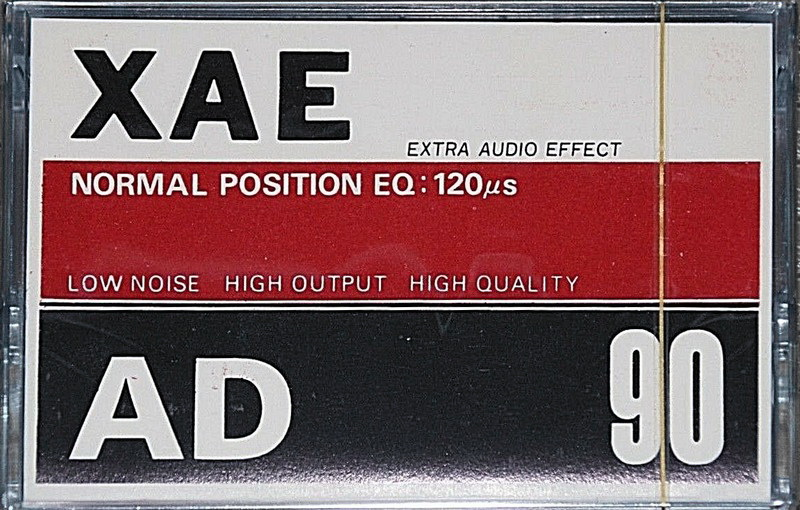 XAE
EXTRA AUDIO EFFECT
NORMAL POSITION EQ:120μs
LOW NOISE HIGH OUTPUT HIGH QUALITY
AD 90